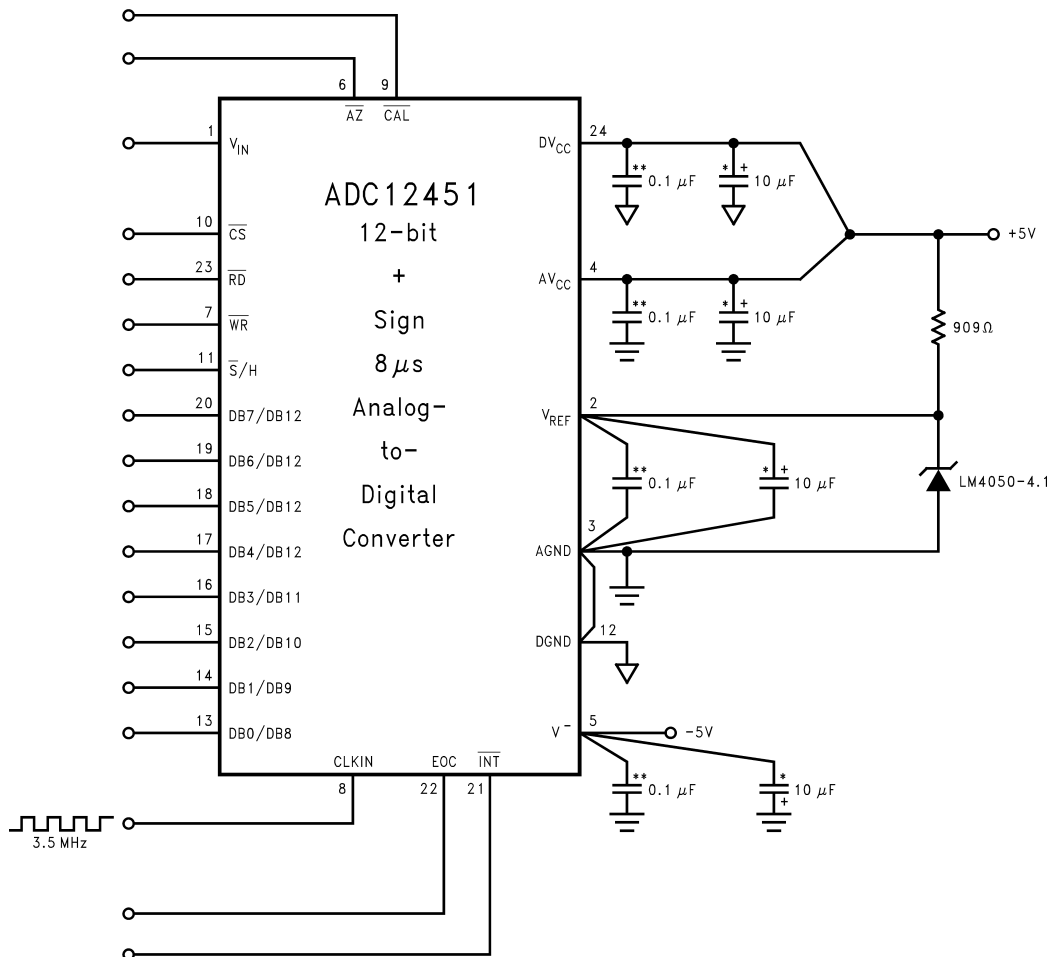 6
9
AZ
CAL
1
V_IN
ADC12451
12-bit
+
Sign
8 μs
Analog-
to-
Digital
Converter
10
CS
23
RD
7
WR
11
S/H
20
DB7/DB12
19
DB6/DB12
18
DB5/DB12
17
DB4/DB12
16
DB3/DB11
15
DB2/DB10
14
DB1/DB9
13
DB0/DB8
DV_CC
24
** 0.1 μF
* + 10 μF
+5V
AV_CC
4
** 0.1 μF
* + 10 μF
909Ω
V_REF
2
** 0.1 μF
* + 10 μF
LM4050-4.1
AGND
3
DGND
12
V-
5
-5V
** 0.1 μF
* 10 μF
+
CLKIN
EOC
INT
8
22
21
3.5 MHz